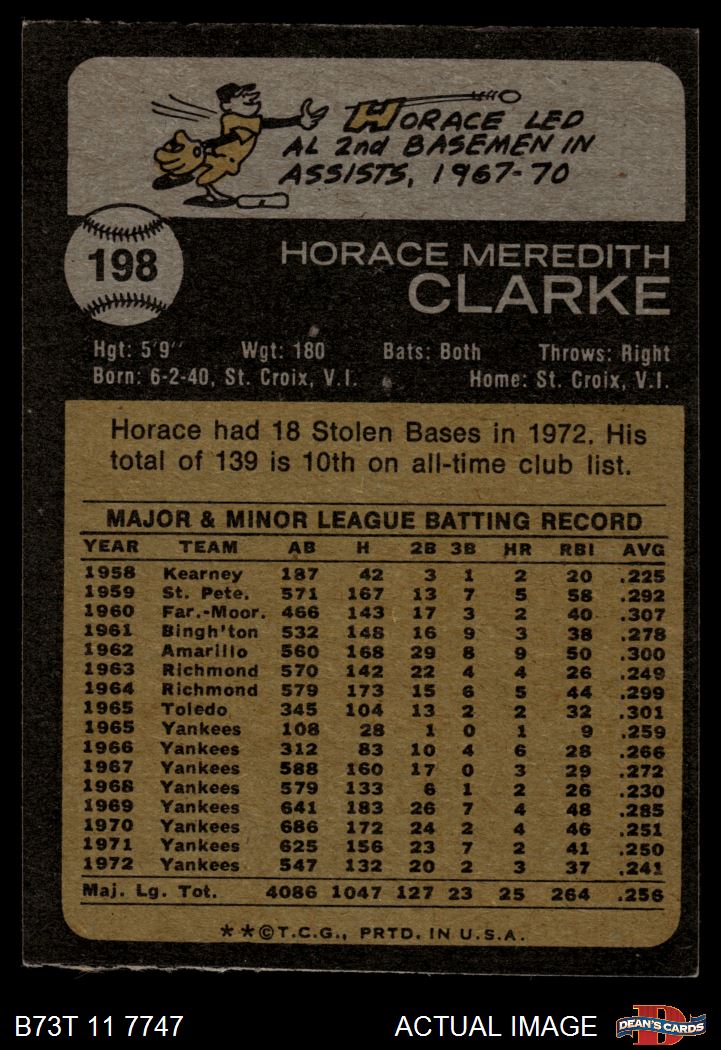 HORACE LED
AL 2nd BASEMEN IN
ASSISTS, 1967-70
198
HORACE MEREDITH
CLARKE
Hgt: 5'9" Wgt: 180 Bats: Both Throws: Right
Born: 6-2-40, St. Croix, V.I. Home: St. Croix, V.I.
Horace had 18 Stolen Bases in 1972. His
total of 139 is 10th on all-time club list.
MAJOR & MINOR LEAGUE BATTING RECORD
YEAR TEAM AB H 2B 3B HR RBI AVG
1958 Kearney 187 42 3 1 2 20 .225
1959 St. Pete. 571 167 13 7 5 58 .292
1960 Far.-Moor. 466 143 17 3 2 40 .307
1961 Bingh'ton 532 148 16 9 3 38 .278
1962 Amarillo 560 168 29 8 9 50 .300
1963 Richmond 570 142 22 4 4 26 .249
1964 Richmond 579 173 15 6 5 44 .299
1965 Toledo 345 104 13 2 2 32 .301
1965 Yankees 108 28 1 0 1 9 .259
1966 Yankees 312 83 10 4 6 28 .266
1967 Yankees 588 160 17 0 3 29 .272
1968 Yankees 579 133 6 1 2 26 .230
1969 Yankees 641 183 26 7 4 48 .285
1970 Yankees 686 172 24 2 4 46 .251
1971 Yankees 625 156 23 7 2 41 .250
1972 Yankees 547 132 20 2 3 37 .241
Maj. Lg. Tot. 4086 1047 127 23 25 264 .256
**©T.C.G., PRTD. IN U.S.A.
B73T 11 7747 ACTUAL IMAGE
D
DEAN'S CARDS